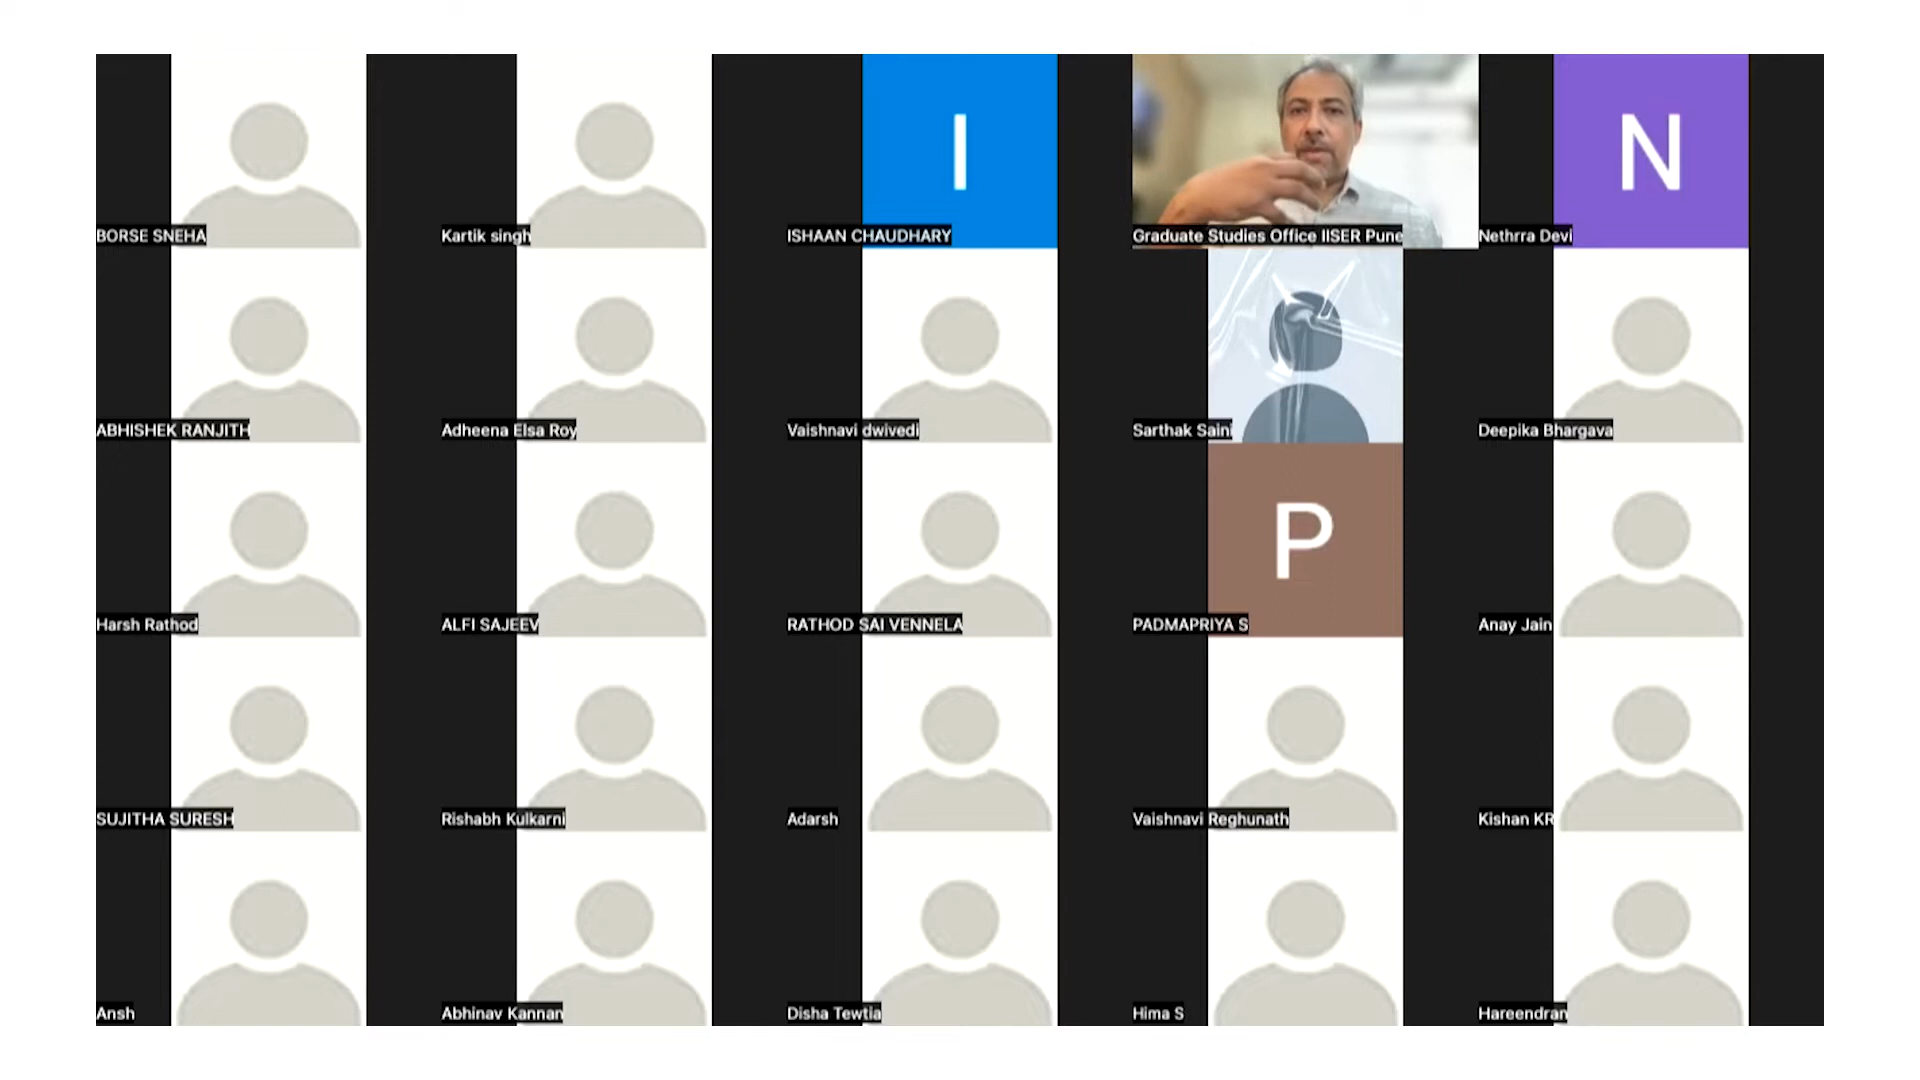 I
N
BORSE SNEHA
Kartik singh
ISHAAN CHAUDHARY
Graduate Studies Office IISER Pune
Nethrra Devi
ABHISHEK RANJITH
Adheena Elsa Roy
Vaishnavi dwivedi
Sarthak Saini
Deepika Bhargava
P
Harsh Rathod
ALFI SAJEEV
RATHOD SAI VENNELA
PADMAPRIYA S
Anay Jain
SUJITHA SURESH
Rishabh Kulkarni
Adarsh
Vaishnavi Reghunath
Kishan KR
Ansh
Abhinav Kannan
Disha Tewtia
Hima S
Hareendran